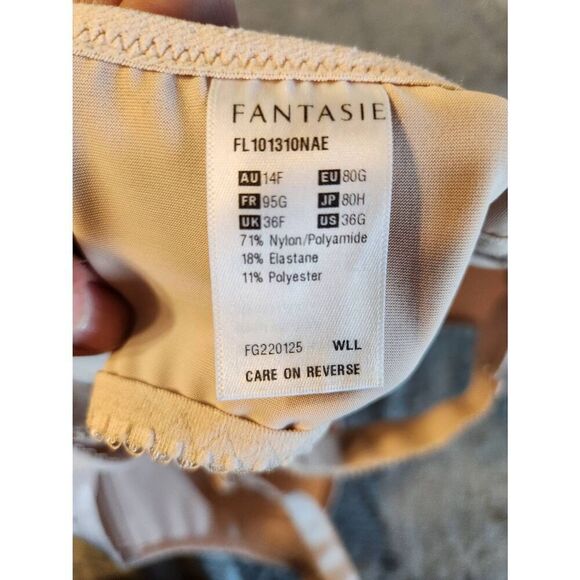 FANTASIE
FL101310NAE
AU 14F EU 80G
FR 95G JP 80H
UK 36F US 36G
71% Nylon/Polyamide
18% Elastane
11% Polyester
FG220125 WLL
CARE ON REVERSE